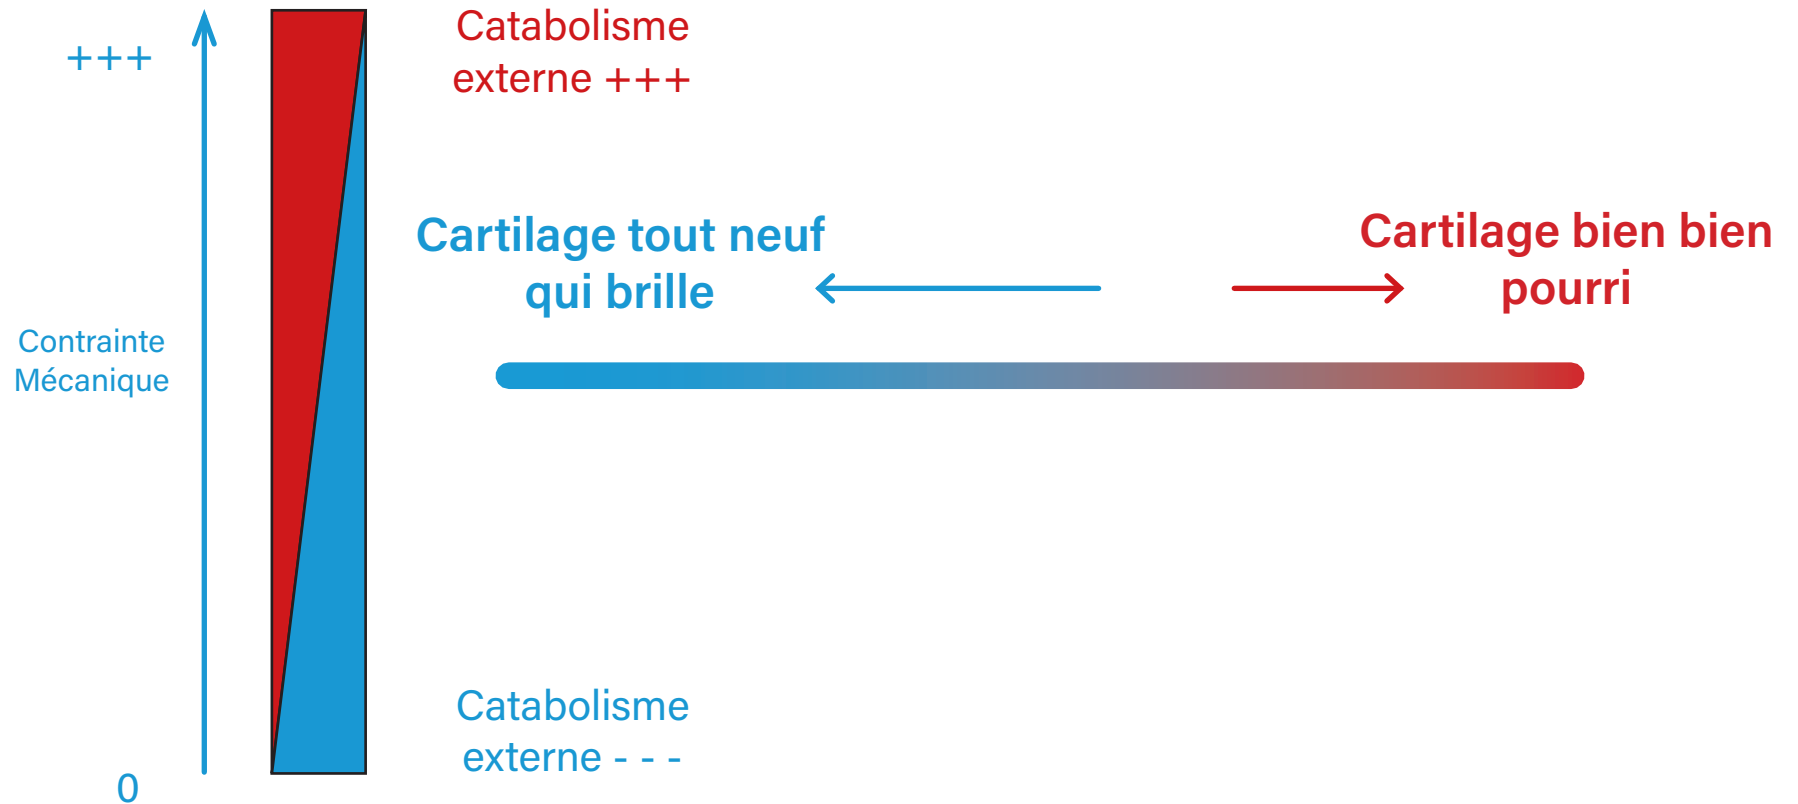 +++
Catabolisme
externe +++
Cartilage tout neuf
qui brille
Cartilage bien bien
pourri
Contrainte
Mécanique
Catabolisme
externe - - -
0